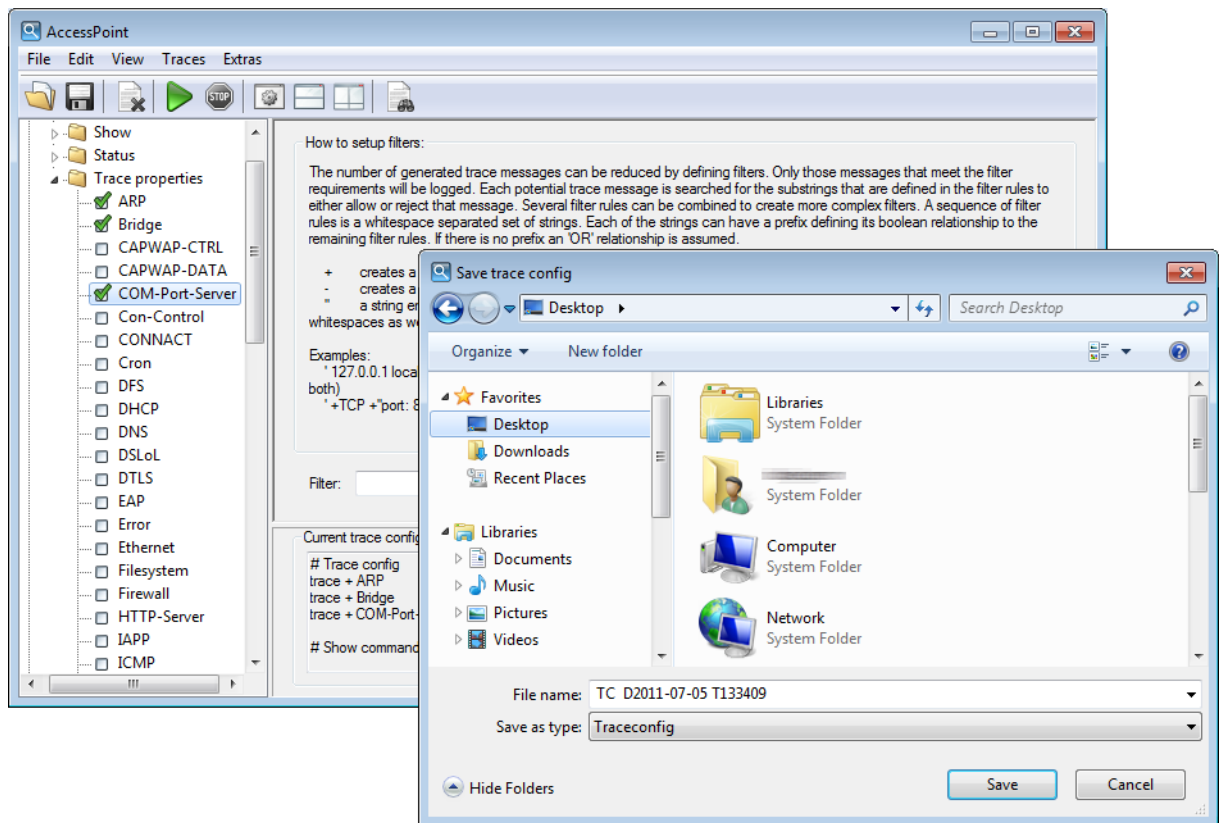 AccessPoint
File Edit View Traces Extras
STOP
Show
Status
Trace properties
ARP
Bridge
CAPWAP-CTRL
CAPWAP-DATA
COM-Port-Server
Con-Control
CONNACT
Cron
DFS
DHCP
DNS
DSLoL
DTLS
EAP
Error
Ethernet
Filesystem
Firewall
HTTP-Server
IAPP
ICMP
How to setup filters:
The number of generated trace messages can be reduced by defining filters. Only those messages that meet the filter
requirements will be logged. Each potential trace message is searched for the substrings that are defined in the filter rules to
either allow or reject that message. Several filter rules can be combined to create more complex filters. A sequence of filter
rules is a whitespace separated set of strings. Each of the strings can have a prefix defining its boolean relationship to the
remaining filter rules. If there is no prefix an 'OR' relationship is assumed.
+ creates a
- creates a
" a string
whitespaces as
Examples:
' 127.0.0.1
both)
' +TCP +"port:
Filter:
Current trace
# Trace config
trace + ARP
trace + Bridge
trace + COM-Port-
# Show
Save trace config
Desktop
Search Desktop
Organize New folder
Favorites
Desktop
Downloads
Recent Places
Libraries
Documents
Music
Pictures
Videos
Libraries
System Folder
System Folder
Computer
System Folder
Network
System Folder
File name: TC D2011-07-05 T133409
Save as type: Traceconfig
Hide Folders
Save Cancel